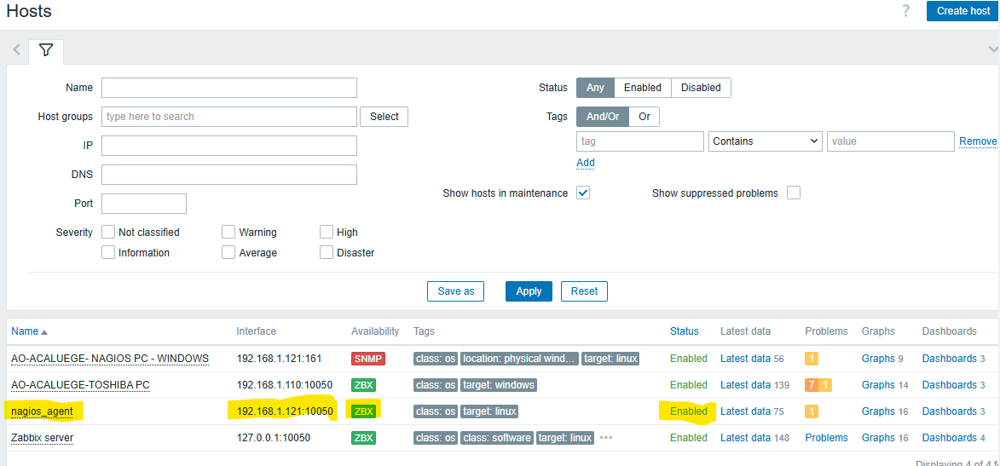 Hosts ? Create host
Name Status Any Enabled Disabled
Host groups type here to search Select Tags And/Or Or
IP tag Contains value Remove
Add
DNS
Show hosts in maintenance Show suppressed problems
Port
Severity Not classified Warning High
Information Average Disaster
Save as Apply Reset
Name Interface Availability Tags Status Latest data Problems Graphs Dashboards
AO-ACALUEGE- NAGIOS PC - WINDOWS 192.168.1.121:161 SNMP class: os location: physical wind... target: linux Enabled Latest data 56 1 Graphs 9 Dashboards 3
AO-ACALUEGE-TOSHIBA PC 192.168.1.110:10050 ZBX class: os target: windows Enabled Latest data 139 7 1 Graphs 14 Dashboards 3
nagios_agent 192.168.1.121:10050 ZBX class: os target: linux Enabled Latest data 75 1 Graphs 16 Dashboards 3
Zabbix server 127.0.0.1:10050 ZBX class: os class: software target: linux ••• Enabled Latest data 148 Problems Graphs 16 Dashboards 4
Displaying 4 of 4 f